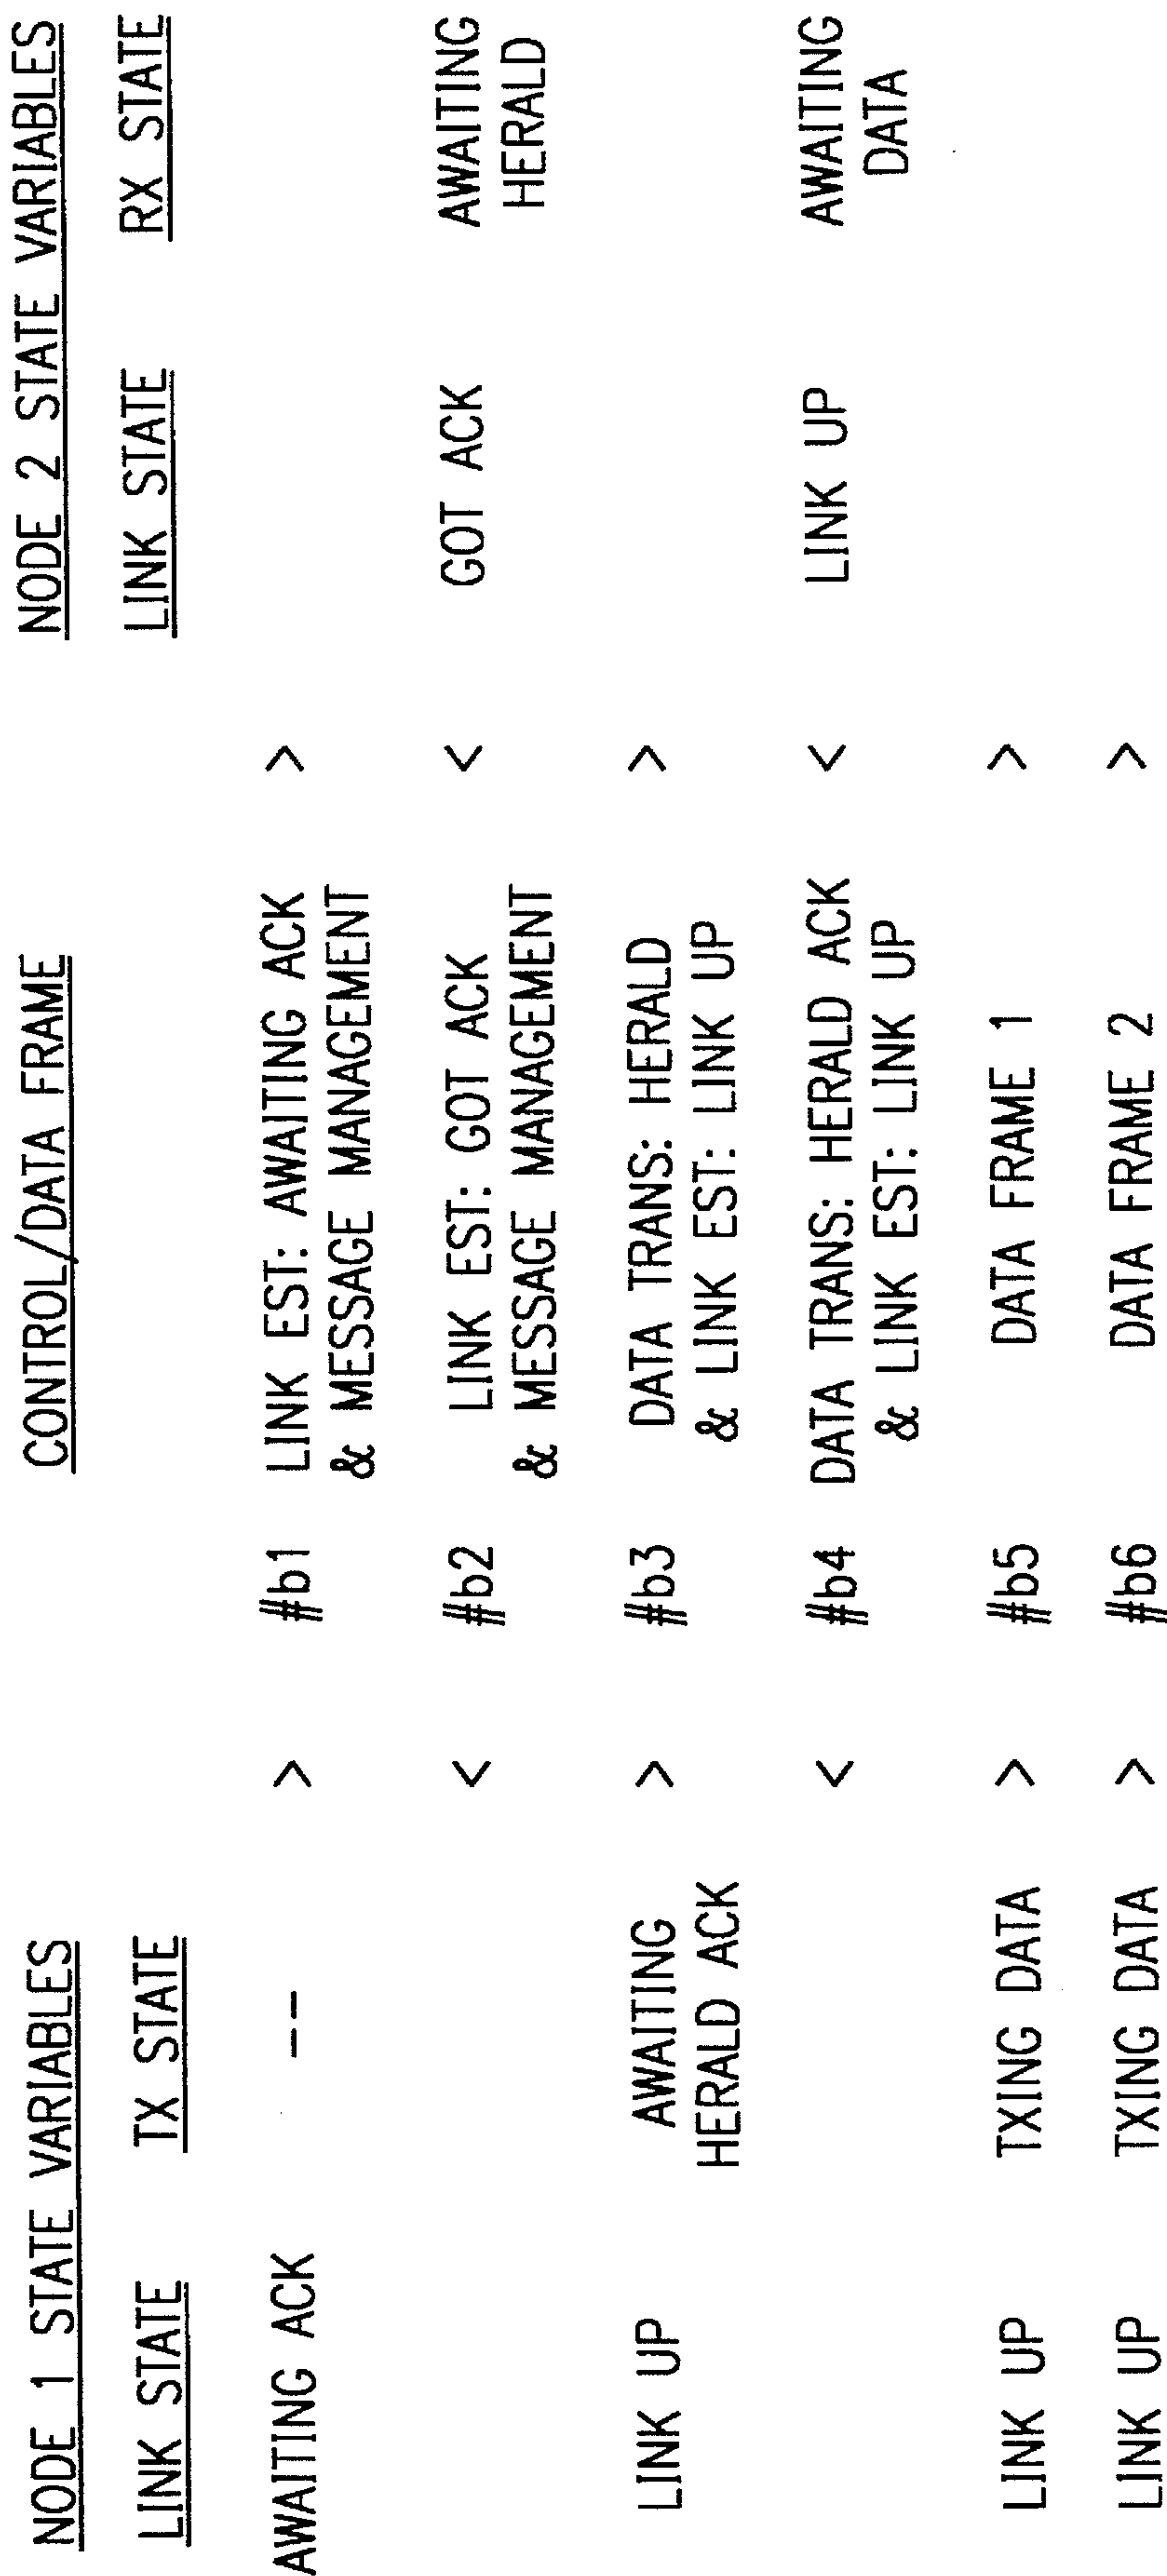 NODE 1 STATE VARIABLES CONTROL/DATA FRAME NODE 2 STATE VARIABLES
LINK STATE TX STATE LINK STATE RX STATE
AWAITING ACK -- > #b1 LINK EST: AWAITING ACK >
& MESSAGE MANAGEMENT
< #b2 LINK EST: GOT ACK < GOT ACK AWAITING
& MESSAGE MANAGEMENT HERALD
LINK UP AWAITING > #b3 DATA TRANS: HERALD >
HERALD ACK & LINK EST: LINK UP
< #b4 DATA TRANS: HERALD ACK < LINK UP AWAITING
& LINK EST: LINK UP DATA
LINK UP TXING DATA > #b5 DATA FRAME 1 >
LINK UP TXING DATA > #b6 DATA FRAME 2 >